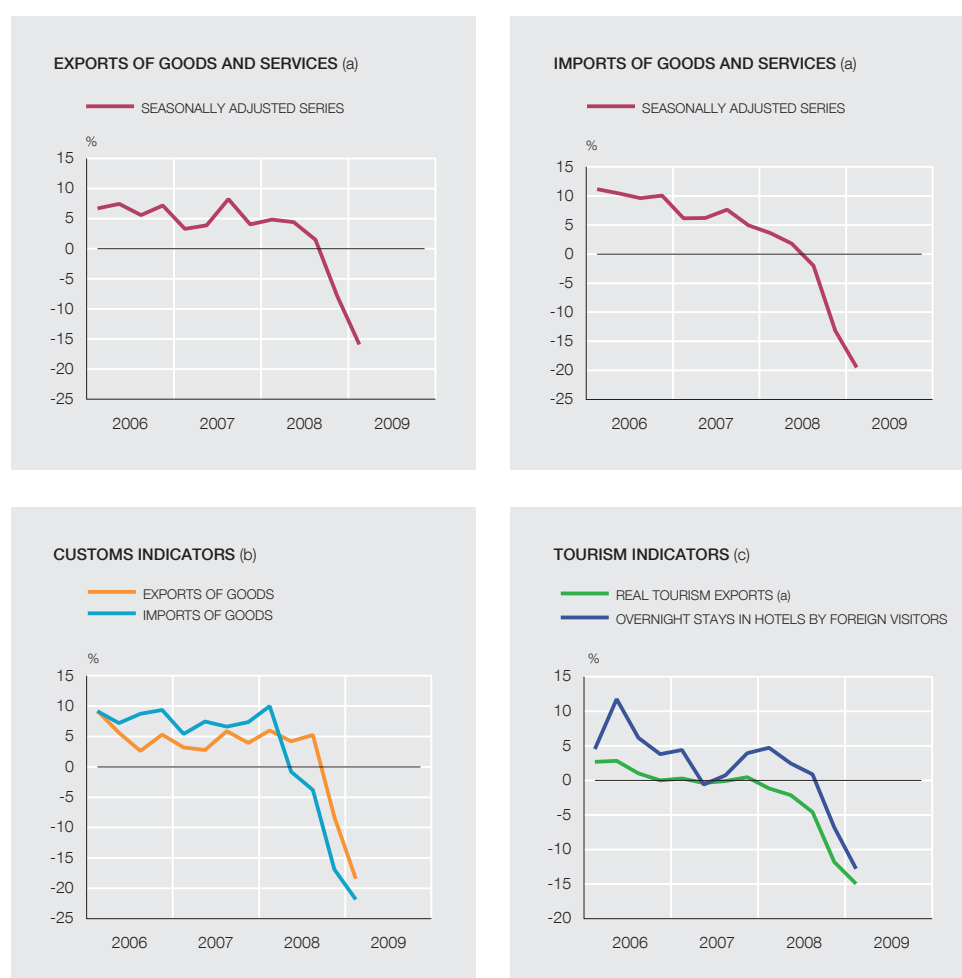 EXPORTS OF GOODS AND SERVICES (a)
SEASONALLY ADJUSTED SERIES
%
15
10
5
0
-5
-10
-15
-20
-25
2006 2007 2008 2009
IMPORTS OF GOODS AND SERVICES (a)
SEASONALLY ADJUSTED SERIES
%
15
10
5
0
-5
-10
-15
-20
-25
2006 2007 2008 2009
CUSTOMS INDICATORS (b)
EXPORTS OF GOODS
IMPORTS OF GOODS
%
15
10
5
0
-5
-10
-15
-20
-25
2006 2007 2008 2009
TOURISM INDICATORS (c)
REAL TOURISM EXPORTS (a)
OVERNIGHT STAYS IN HOTELS BY FOREIGN VISITORS
%
15
10
5
0
-5
-10
-15
-20
2006 2007 2008 2009